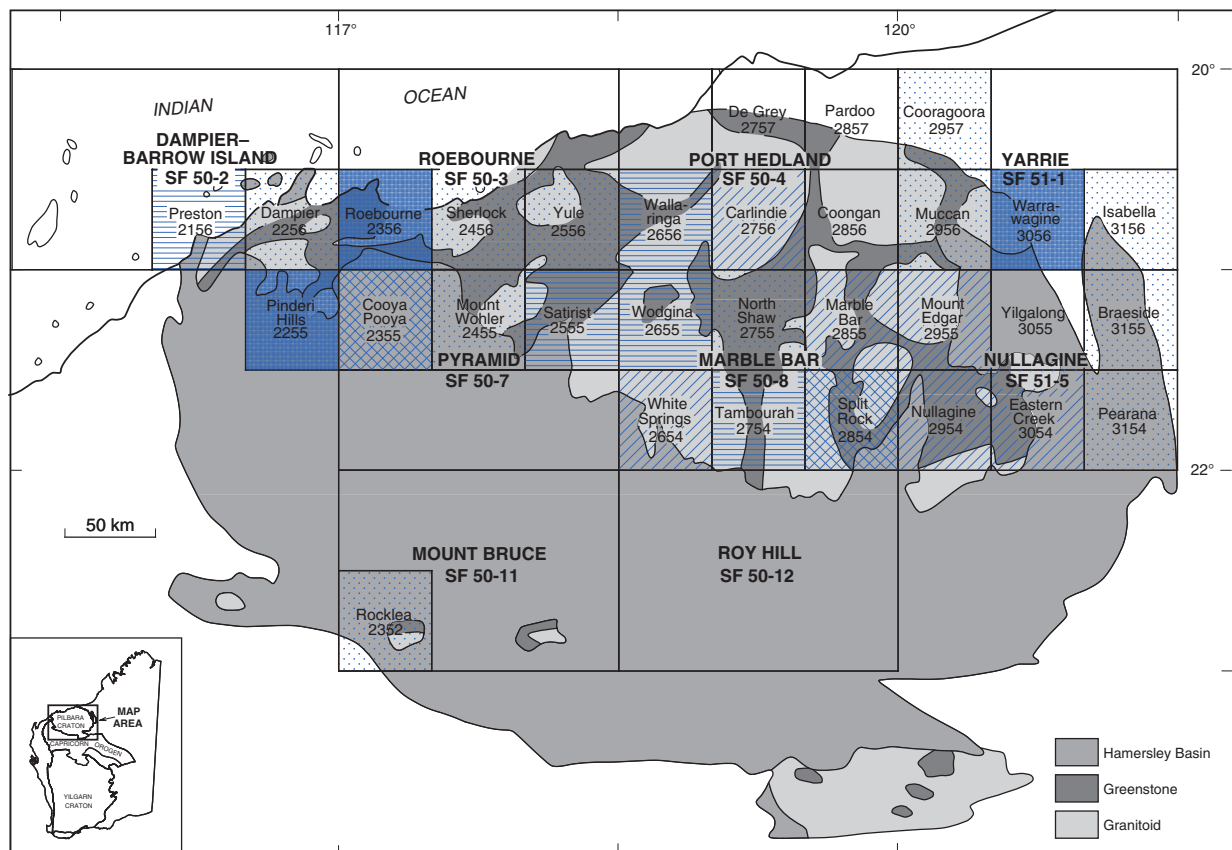 117°
120°
20°
INDIAN
OCEAN
De Grey
2757
Pardoo
2857
Cooragoora
2957
DAMPIER–
BARROW ISLAND
SF 50-2
ROEBOURNE
SF 50-3
PORT HEDLAND
SF 50-4
YARRIE
SF 51-1
Preston
2156
Dampier
2256
Roebourne
2356
Sherlock
2456
Yule
2556
Walla-
ringa
2656
Carlindie
2756
Coongan
2856
Muccan
2956
Warra-
wagine
3056
Isabella
3156
Pinderi
Hills
2255
Cooya
Pooya
2355
Mount
Wohler
2455
Satirist
2555
Wodgina
2655
North
Shaw
2755
Marble
Bar
2855
Mount
Edgar
2955
Yilgalong
3055
Braeside
3155
PYRAMID
SF 50-7
MARBLE BAR
SF 50-8
NULLAGINE
SF 51-5
White
Springs
2654
Tambourah
2754
Split
Rock
2854
Nullagine
2954
Eastern
Creek
3054
Pearana
3154
22°
50 km
MOUNT BRUCE
SF 50-11
ROY HILL
SF 50-12
Rocklea
2352
PILBARA
CRATON
MAP
AREA
CAPRICORN OROGEN
YILGARN
CRATON
Hamersley Basin
Greenstone
Granitoid